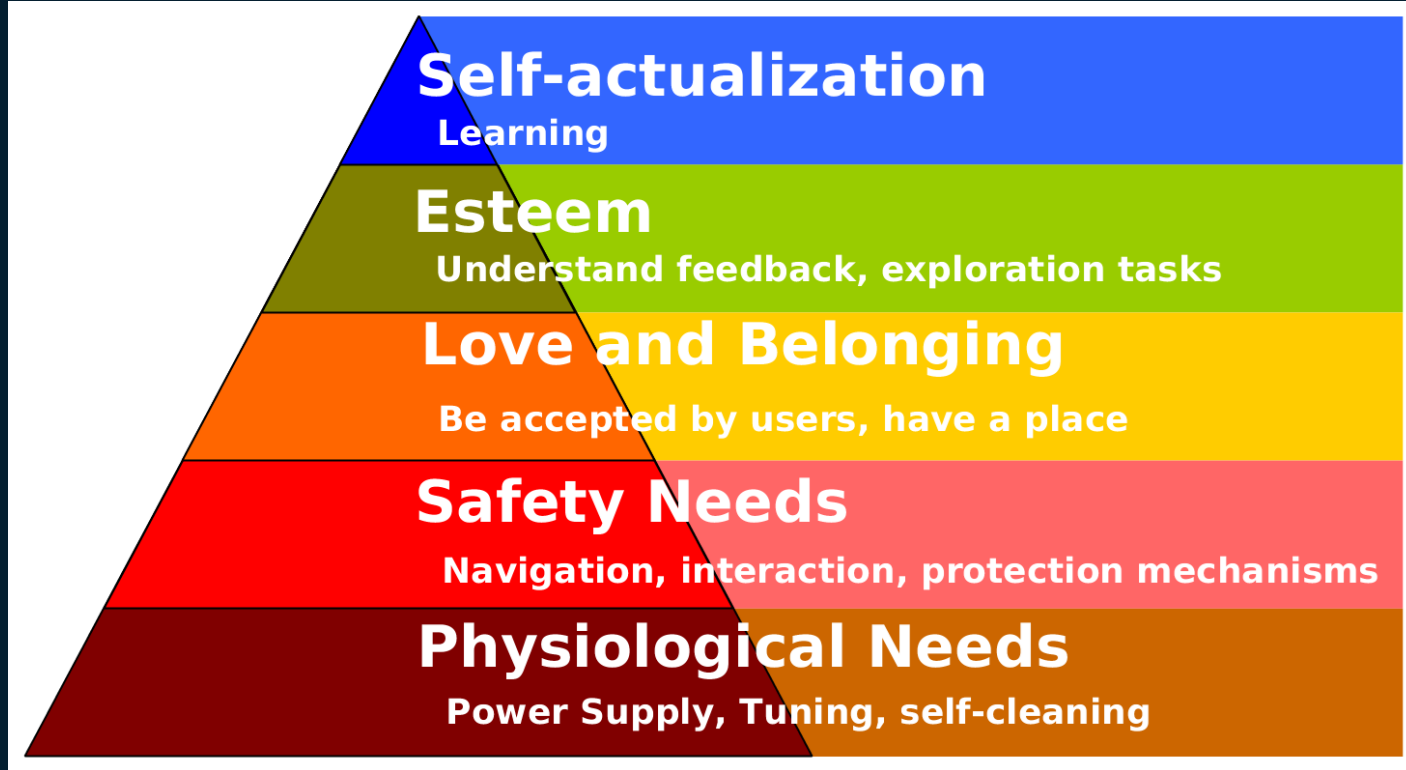 Self-actualization
Learning
Esteem
Understand feedback, exploration tasks
Love and Belonging
Be accepted by users, have a place
Safety Needs
Navigation, interaction, protection mechanisms
Physiological Needs
Power Supply, Tuning, self-cleaning